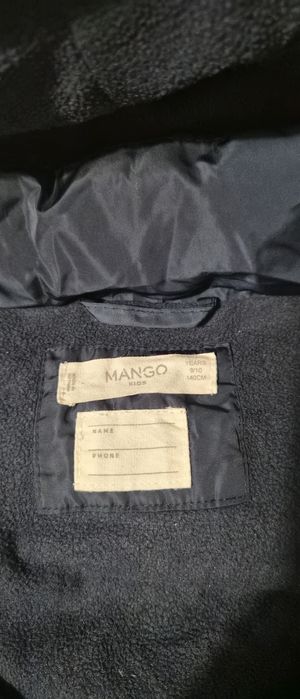 MANGO
KIDS
YEARS
9/10
140CM
NAME
PHONE